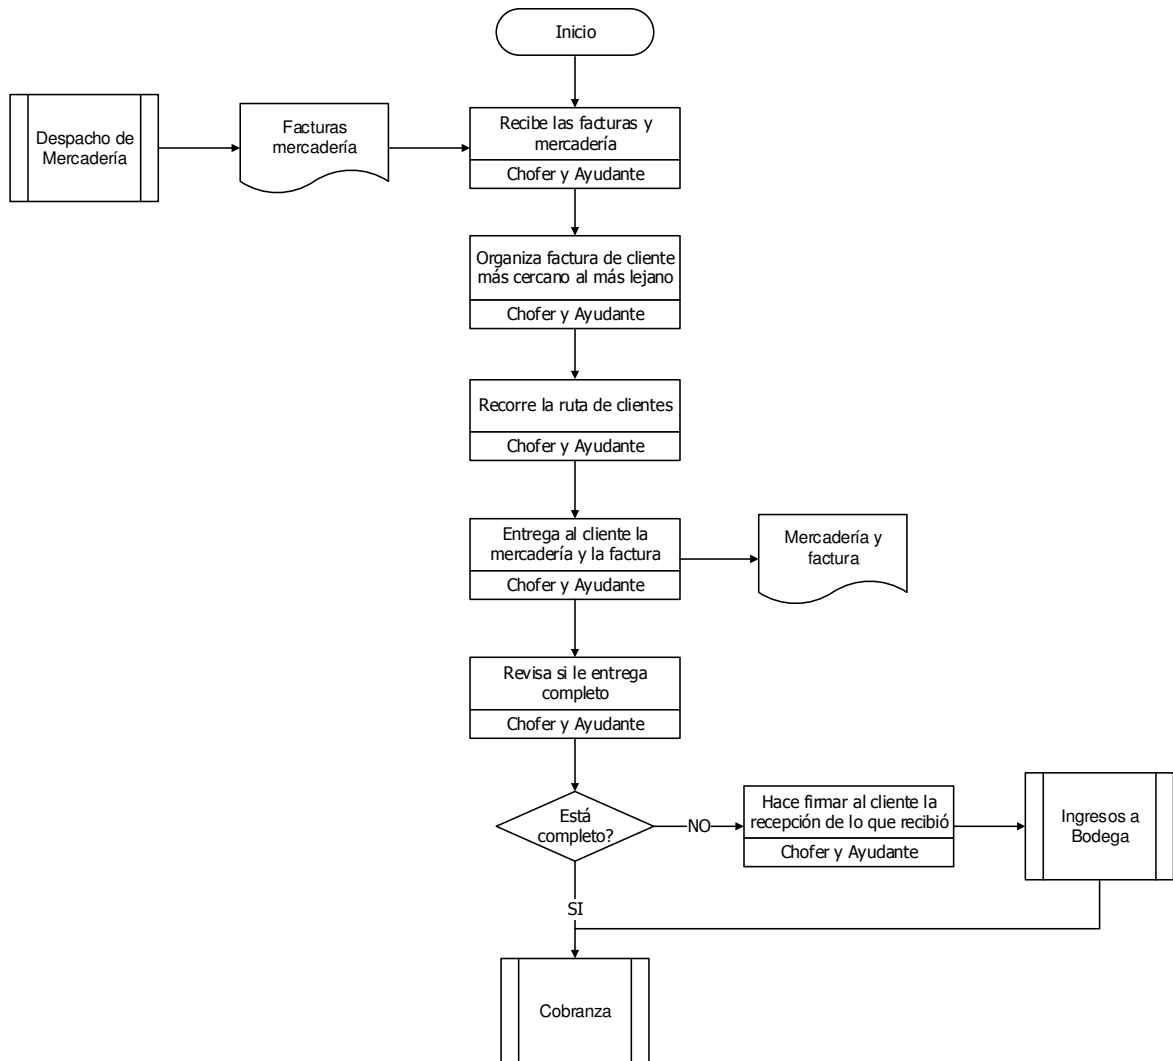 Inicio
Despacho de
Mercadería
Facturas
mercadería
Recibe las facturas y
mercadería
Chofer y Ayudante
Organiza factura de cliente
más cercano al más lejano
Chofer y Ayudante
Recorre la ruta de clientes
Chofer y Ayudante
Entrega al cliente la
mercadería y la factura
Chofer y Ayudante
Mercadería y
factura
Revisa si le entrega
completo
Chofer y Ayudante
Está
completo?
NO
Hace firmar al cliente la
recepción de lo que recibió
Chofer y Ayudante
Ingresos a
Bodega
SI
Cobranza